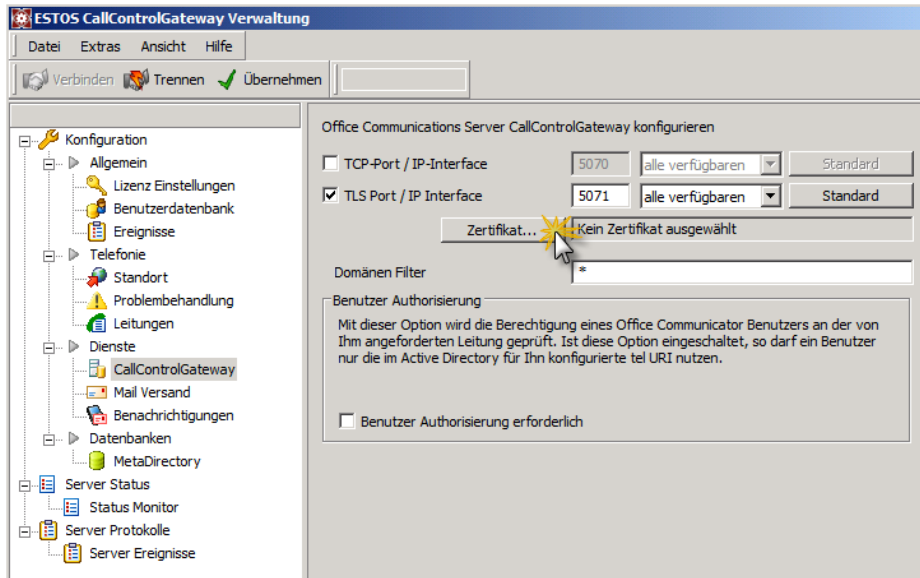 ESTOS CallControlGateway Verwaltung
Datei Extras Ansicht Hilfe
Verbinden Trennen Übernehmen
Konfiguration
Allgemein
Lizenz Einstellungen
Benutzerdatenbank
Ereignisse
Telefonie
Standort
Problembehandlung
Leitungen
Dienste
CallControlGateway
Mail Versand
Benachrichtigungen
Datenbanken
MetaDirectory
Server Status
Status Monitor
Server Protokolle
Server Ereignisse
Office Communications Server CallControlGateway konfigurieren
TCP-Port / IP-Interface 5070 alle verfügbaren Standard
TLS Port / IP Interface 5071 alle verfügbaren Standard
Zertifikat... Kein Zertifikat ausgewählt
Domänen Filter *
Benutzer Authorisierung
Mit dieser Option wird die Berechtigung eines Office Communicator Benutzers an der von
Ihm angeforderten Leitung geprüft. Ist diese Option eingeschaltet, so darf ein Benutzer
nur die im Active Directory für Ihn konfigurierte tel URI nutzen.
Benutzer Authorisierung erforderlich